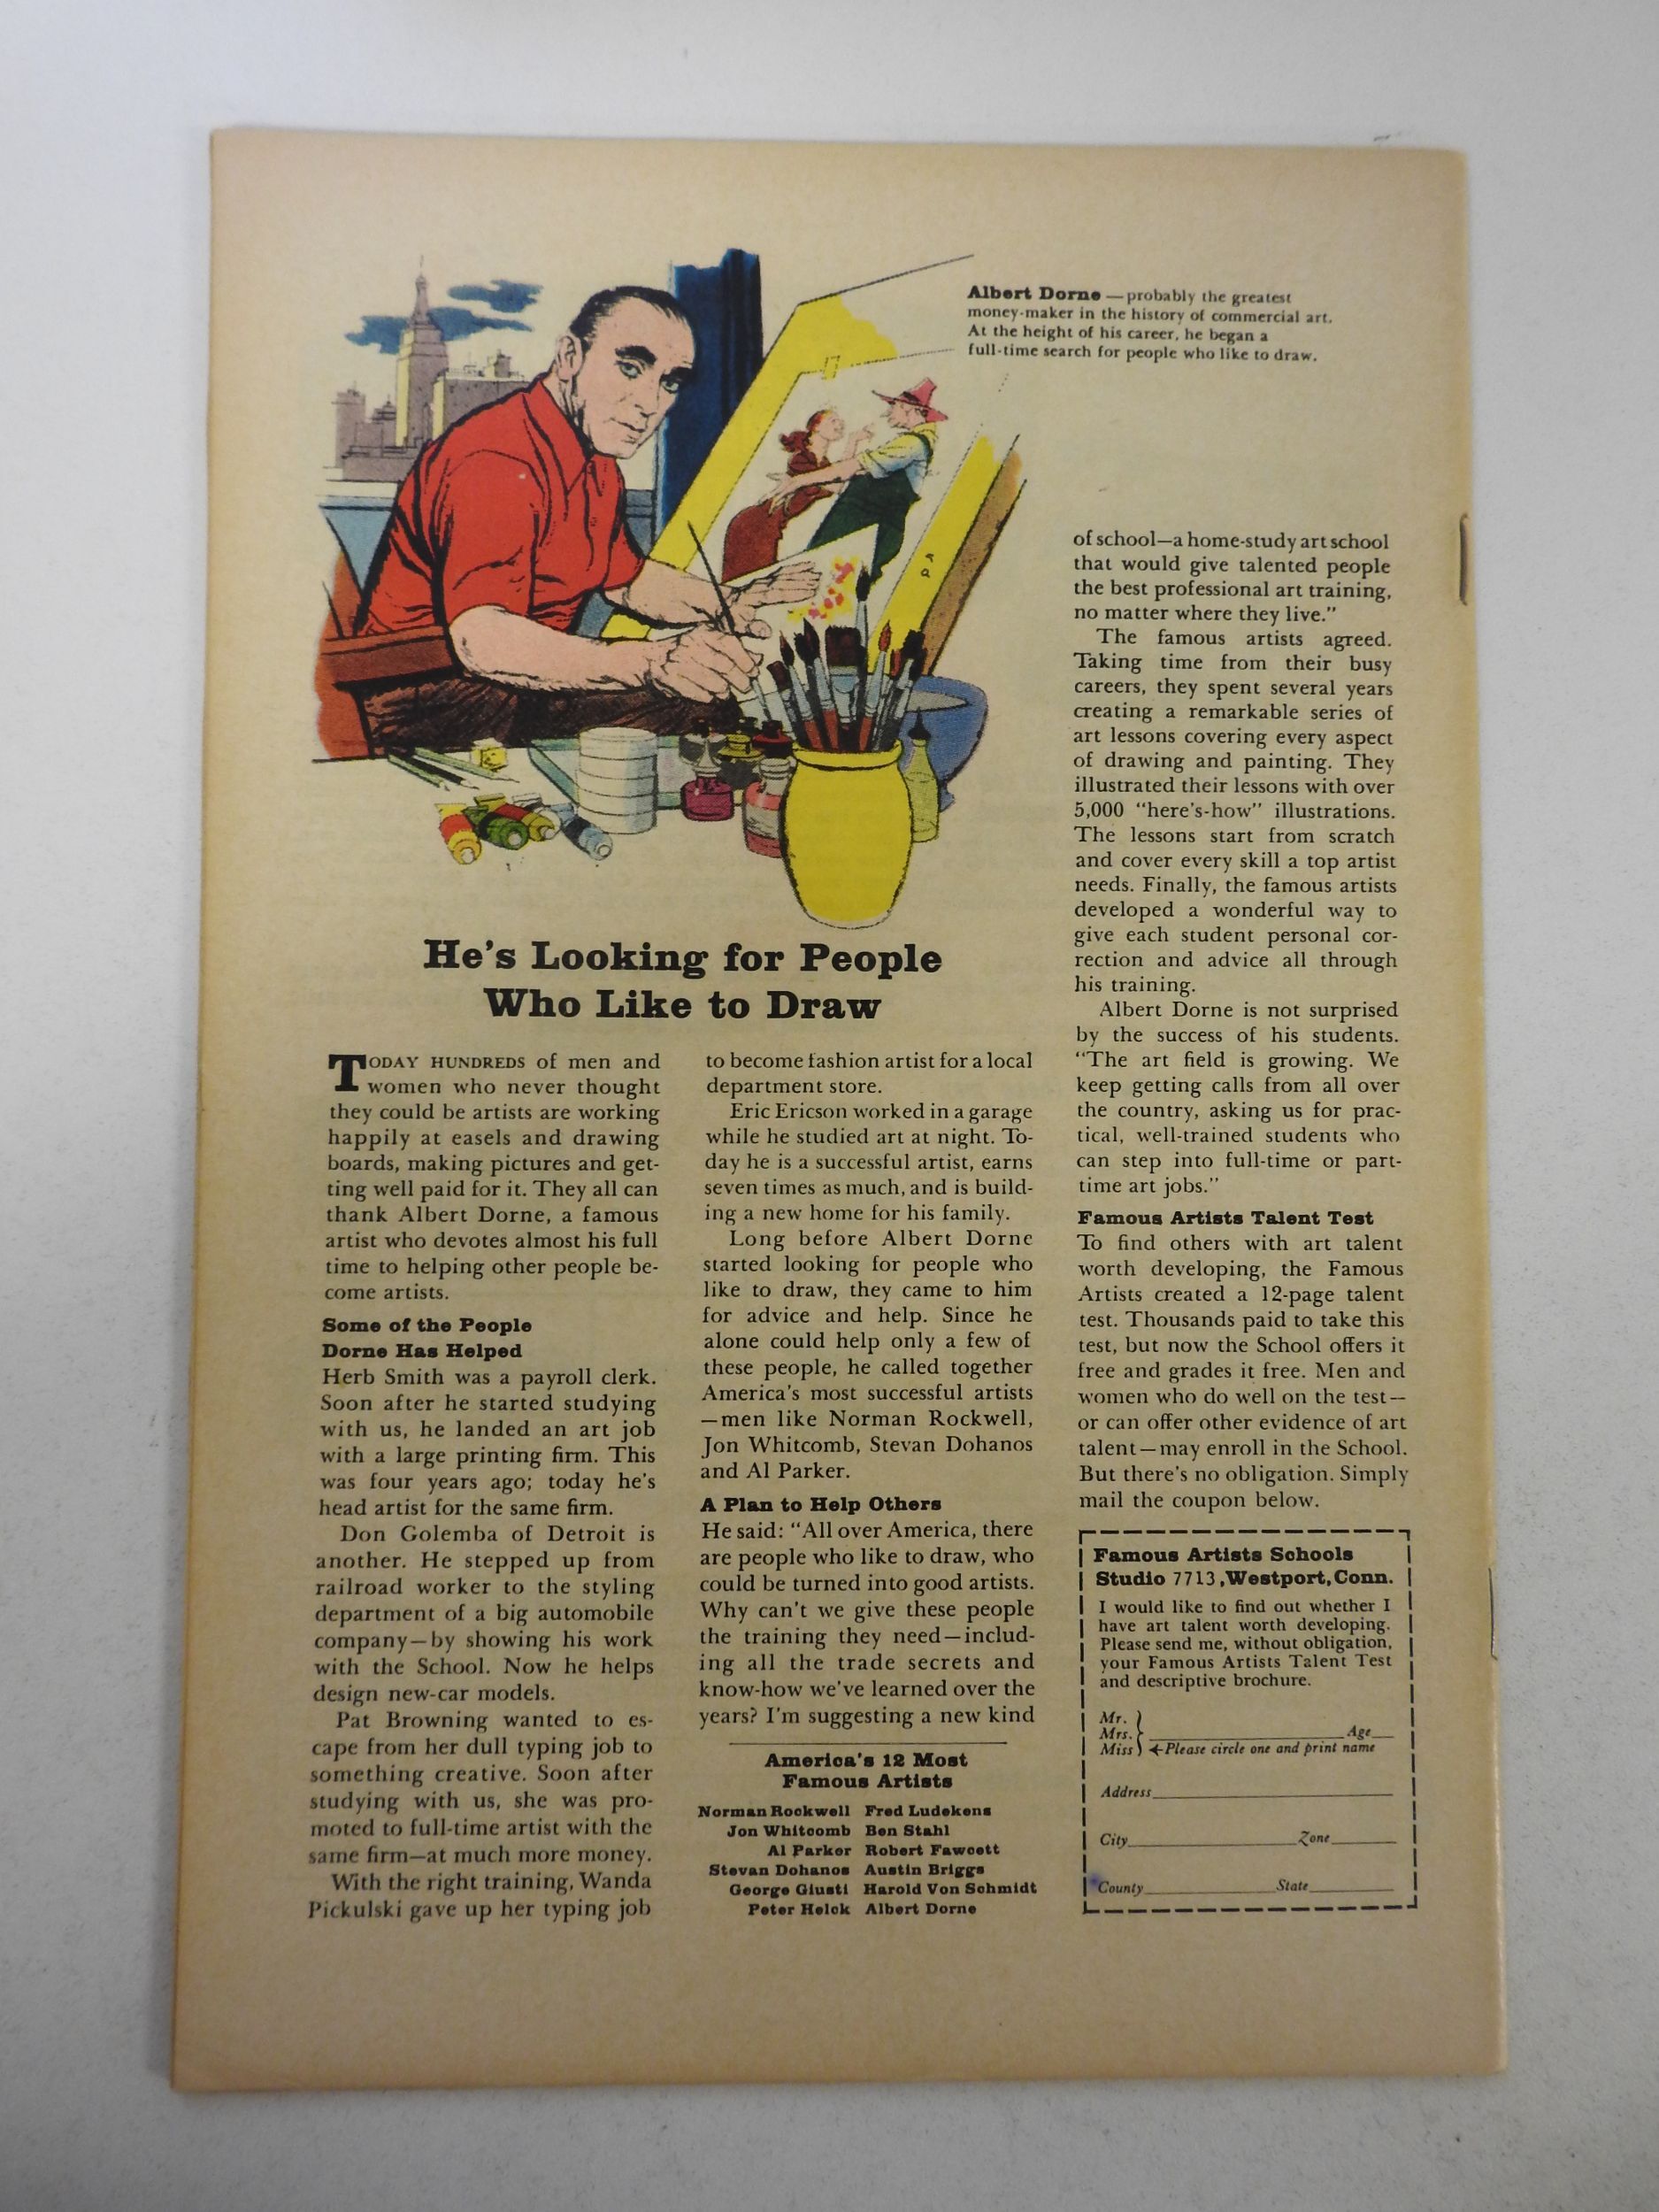 Albert Dorne — probably the greatest
money-maker in the history of commercial art.
At the height of his career, he began a
full-time search for people who like to draw.
He's Looking for People
Who Like to Draw
TODAY HUNDREDS of men and
women who never thought
they could be artists are working
happily at easels and drawing
boards, making pictures and get-
ting well paid for it. They all can
thank Albert Dorne, a famous
artist who devotes almost his full
time to helping other people be-
come artists.
Some of the People
Dorne Has Helped
Herb Smith was a payroll clerk.
Soon after he started studying
with us, he landed an art job
with a large printing firm. This
was four years ago; today he's
head artist for the same firm.
Don Golemba of Detroit is
another. He stepped up from
railroad worker to the styling
department of a big automobile
company—by showing his work
with the School. Now he helps
design new-car models.
Pat Browning wanted to es-
cape from her dull typing job to
something creative. Soon after
studying with us, she was pro-
moted to full-time artist with the
same firm—at much more money.
With the right training, Wanda
Pickulski gave up her typing job
to become fashion artist for a local
department store.
Eric Ericson worked in a garage
while he studied art at night. To-
day he is a successful artist, earns
seven times as much, and is build-
ing a new home for his family.
Long before Albert Dorne
started looking for people who
like to draw, they came to him
for advice and help. Since he
alone could help only a few of
these people, he called together
America's most successful artists
—men like Norman Rockwell,
Jon Whitcomb, Stevan Dohanos
and Al Parker.
A Plan to Help Others
He said: "All over America, there
are people who like to draw, who
could be turned into good artists.
Why can't we give these people
the training they need—includ-
ing all the trade secrets and
know-how we've learned over the
years? I'm suggesting a new kind
America's 12 Most
Famous Artists
Norman Rockwell Fred Ludekens
Jon Whitcomb Ben Stahl
Al Parker Robert Fawcett
Stevan Dohanos Austin Briggs
George Giusti Harold Von Schmidt
Peter Helck Albert Dorne
of school—a home-study art school
that would give talented people
the best professional art training,
no matter where they live."
The famous artists agreed.
Taking time from their busy
careers, they spent several years
creating a remarkable series of
art lessons covering every aspect
of drawing and painting. They
illustrated their lessons with over
5,000 "here's-how" illustrations.
The lessons start from scratch
and cover every skill a top artist
needs. Finally, the famous artists
developed a wonderful way to
give each student personal cor-
rection and advice all through
his training.
Albert Dorne is not surprised
by the success of his students.
"The art field is growing. We
keep getting calls from all over
the country, asking us for prac-
tical, well-trained students who
can step into full-time or part-
time art jobs."
Famous Artists Talent Test
To find others with art talent
worth developing, the Famous
Artists created a 12-page talent
test. Thousands paid to take this
test, but now the School offers it
free and grades it free. Men and
women who do well on the test—
or can offer other evidence of art
talent—may enroll in the School.
But there's no obligation. Simply
mail the coupon below.
Famous Artists Schools
Studio 7713, Westport, Conn.
I would like to find out whether I
have art talent worth developing.
Please send me, without obligation,
your Famous Artists Talent Test
and descriptive brochure.
Mr.
Mrs. Age
Miss ←Please circle one and print name
Address
City Zone
County State